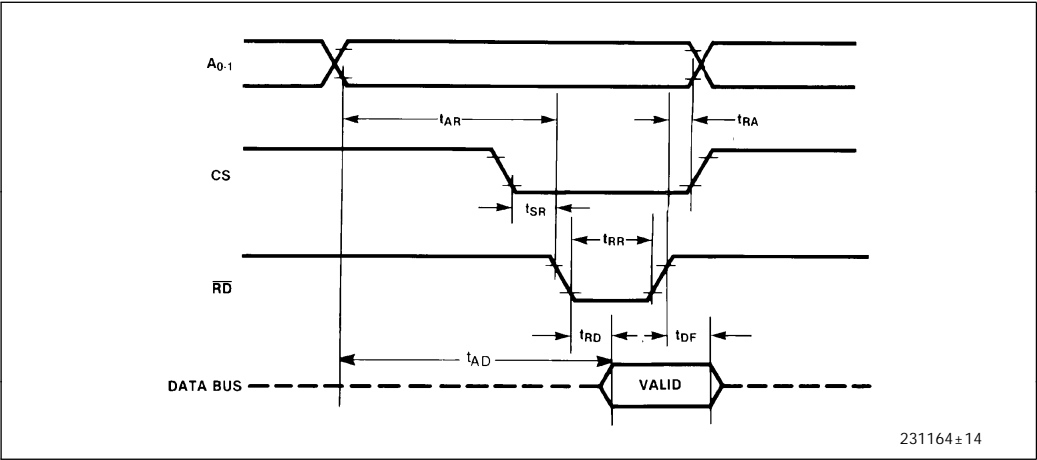 A0-1
tAR
tRA
CS
tSR
tRR
RD
tRD
tDF
tAD
DATA BUS
VALID
231164±14